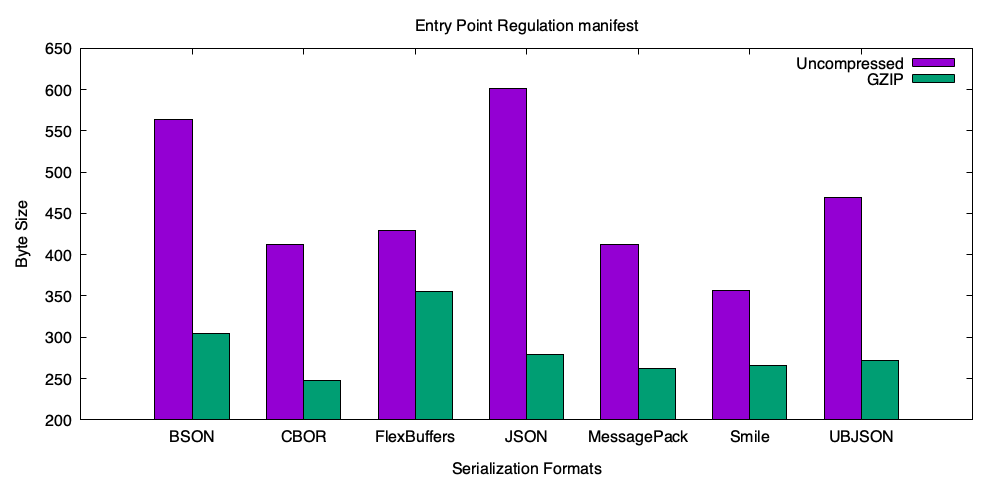 Entry Point Regulation manifest
Uncompressed
GZIP
650
600
550
500
450
400
350
300
250
200
Byte Size
BSON CBOR FlexBuffers JSON MessagePack Smile UBJSON
Serialization Formats